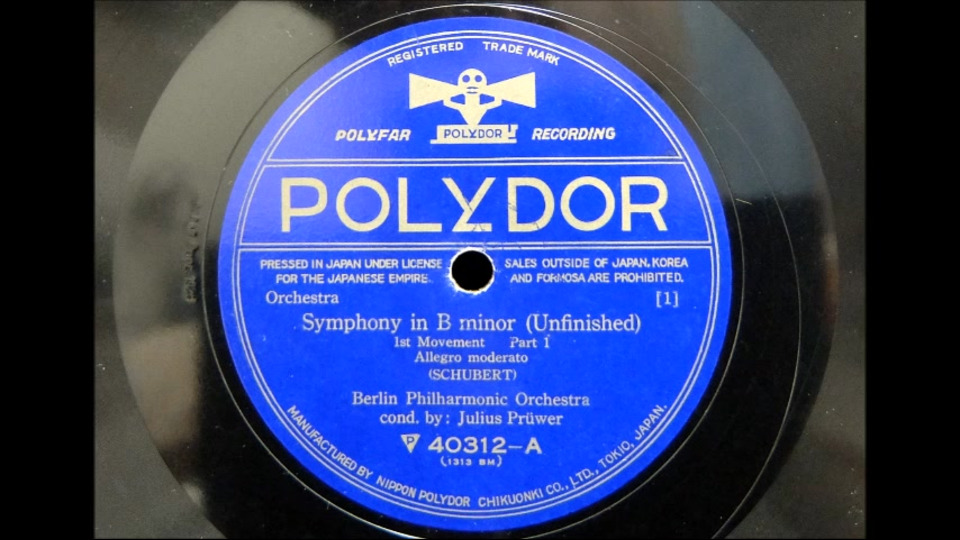 REGISTERED TRADE MARK
POLYFAR POLYDOR RECORDING
POLYDOR
PRESSED IN JAPAN UNDER LICENSE SALES OUTSIDE OF JAPAN, KOREA
FOR THE JAPANESE EMPIRE. AND FORMOSA ARE PROHIBITED.
Orchestra [1]
Symphony in B minor (Unfinished)
1st Movement Part 1
Allegro moderato
(SCHUBERT)
Berlin Philharmonic Orchestra
cond. by: Julius Prüwer
P 40312-A
(1313 BM)
MANUFACTURED BY NIPPON POLYDOR CHIKUONKI CO., LTD., TOKIO, JAPAN.